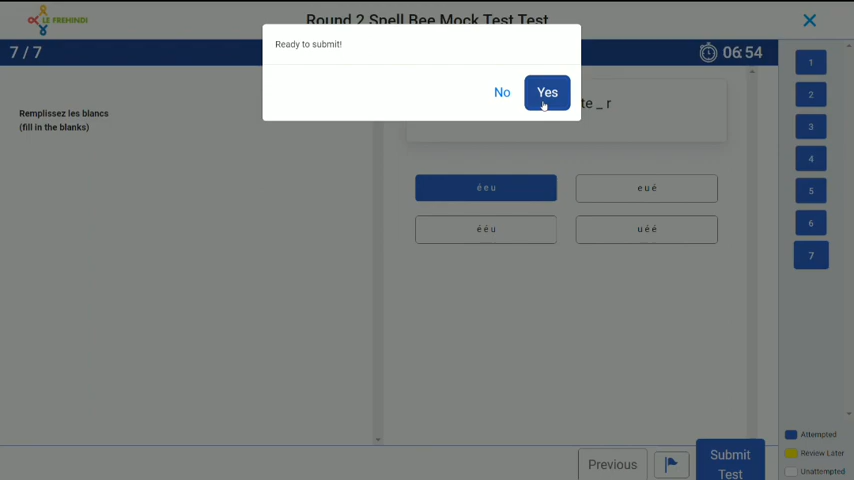 LE FREHINDI
Round 2 Spell Bee Mock Test Test
7 / 7
06:54
Ready to submit!
No
Yes
Remplissez les blancs
(fill in the blanks)
te _ r
é e u
e u é
é é u
u é é
1
2
3
4
5
6
7
Attempted
Review Later
Unattempted
Previous
Submit
Test